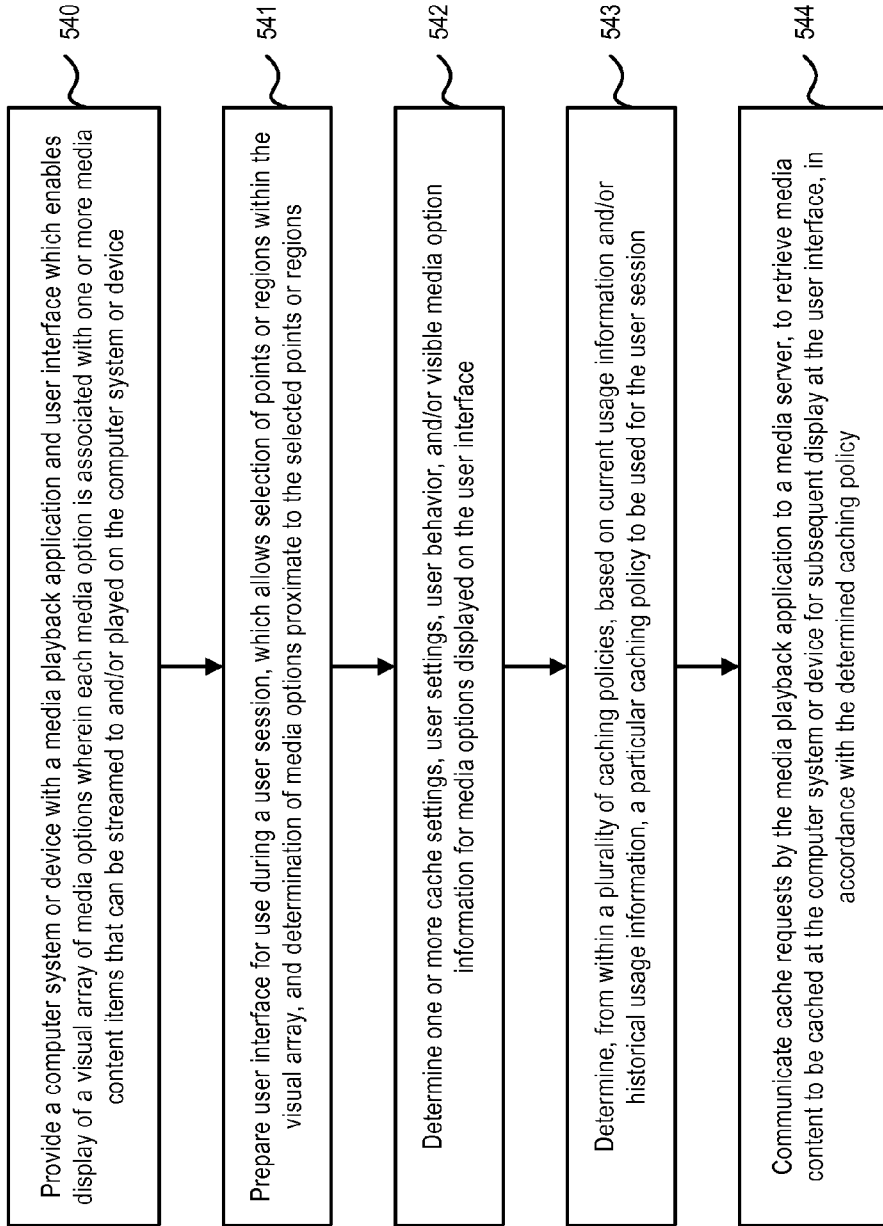 Provide a computer system or device with a media playback application and user interface which enables
display of a visual array of media options wherein each media option is associated with one or more media
content items that can be streamed to and/or played on the computer system or device
540
Prepare user interface for use during a user session, which allows selection of points or regions within the
visual array, and determination of media options proximate to the selected points or regions
541
Determine one or more cache settings, user settings, user behavior, and/or visible media option
information for media options displayed on the user interface
542
Determine, from within a plurality of caching policies, based on current usage information and/or
historical usage information, a particular caching policy to be used for the user session
543
Communicate cache requests by the media playback application to a media server, to retrieve media
content to be cached at the computer system or device for subsequent display at the user interface, in
accordance with the determined caching policy
544